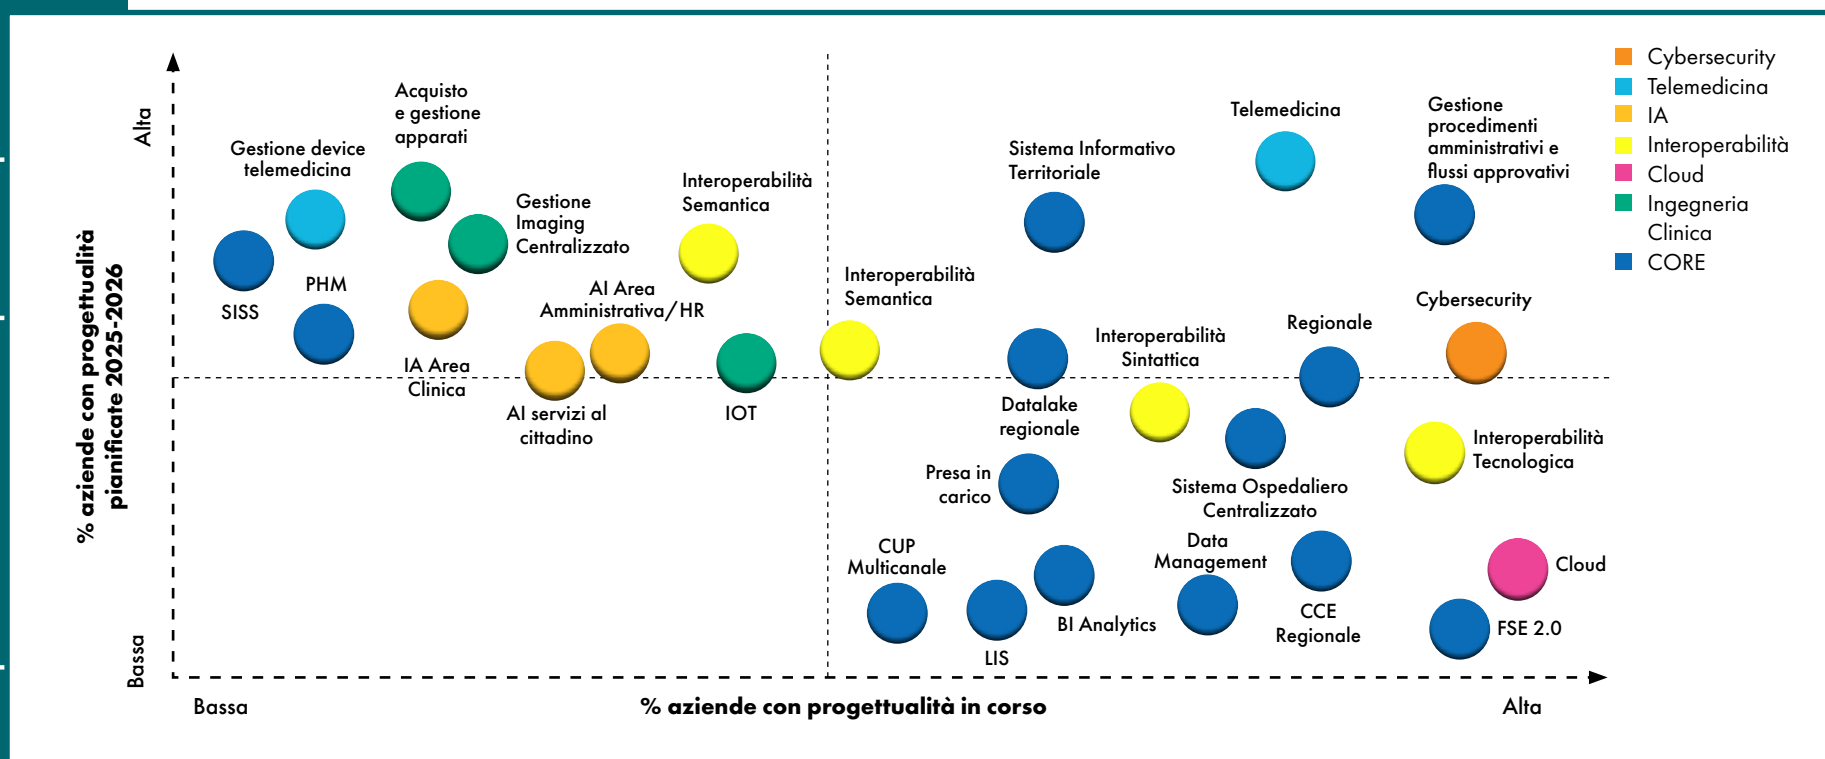 Alta
% aziende con progettualità
pianificate 2025-2026
Bassa
Acquisto
e gestione
apparati
Gestione device
telemedicina
Gestione
Imaging
Centralizzato
Interoperabilità
Semantica
SISS
PHM
IA Area
Clinica
AI Area
Amministrativa/HR
AI servizi al
cittadino
IOT
Interoperabilità
Semantica
Sistema Informativo
Territoriale
Telemedicina
Gestione
procedimenti
amministrativi e
flussi approvativi
Cybersecurity
Regionale
Interoperabilità
Sintattica
Datalake
regionale
Presa in
carico
Sistema Ospedaliero
Centralizzato
Interoperabilità
Tecnologica
CUP
Multicanale
LIS
BI Analytics
Data
Management
CCE
Regionale
Cloud
FSE 2.0
Bassa
% aziende con progettualità in corso
Alta
Cybersecurity
Telemedicina
IA
Interoperabilità
Cloud
Ingegneria
Clinica
CORE